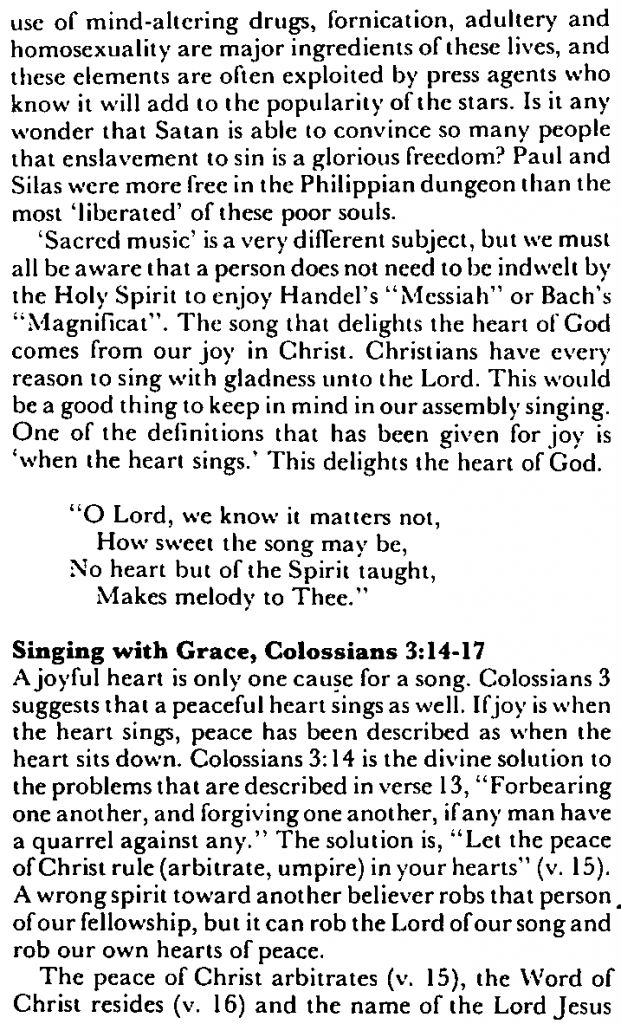 use of mind-altering drugs, fornication, adultery and
homosexuality are major ingredients of these lives, and
these elements are often exploited by press agents who
know it will add to the popularity of the stars. Is it any
wonder that Satan is able to convince so many people
that enslavement to sin is a glorious freedom? Paul and
Silas were more free in the Philippian dungeon than the
most ‘liberated’ of these poor souls.
‘Sacred music’ is a very different subject, but we must
all be aware that a person does not need to be indwelt by
the Holy Spirit to enjoy Handel's “Messiah” or Bach's
“Magnificat”. The song that delights the heart of God
comes from our joy in Christ. Christians have every
reason to sing with gladness unto the Lord. This would
be a good thing to keep in mind in our assembly singing.
One of the definitions that has been given for joy is
‘when the heart sings.’ This delights the heart of God.
“O Lord, we know it matters not,
How sweet the song may be,
No heart but of the Spirit taught,
Makes melody to Thee.”
Singing with Grace, Colossians 3:14-17
A joyful heart is only one cause for a song. Colossians 3
suggests that a peaceful heart sings as well. If joy is when
the heart sings, peace has been described as when the
heart sits down. Colossians 3:14 is the divine solution to
the problems that are described in verse 13, “Forbearing
one another, and forgiving one another, if any man have
a quarrel against any.” The solution is, “Let the peace
of Christ rule (arbitrate, umpire) in your hearts” (v. 15).
A wrong spirit toward another believer robs that person
of our fellowship, but it can rob the Lord of our song and
rob our own hearts of peace.
The peace of Christ arbitrates (v. 15), the Word of
Christ resides (v. 16) and the name of the Lord Jesus